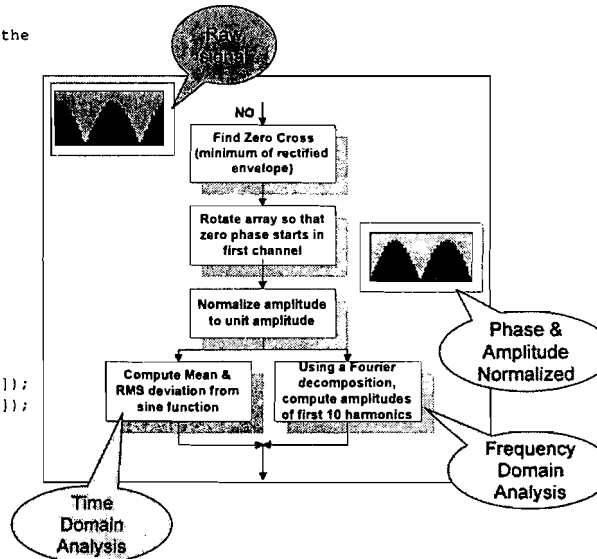 the
Raw
Signal
NO
Find Zero Cross
(minimum of rectified
envelope)
Rotate array so that
zero phase starts in
first channel
Normalize amplitude
to unit amplitude
Phase &
Amplitude
Normalized
]);
]);
Compute Mean &
RMS deviation from
sine function
Using a Fourier
decomposition,
compute amplitudes
of first 10 harmonics
Frequency
Domain
Analysis
Time
Domain
Analysis